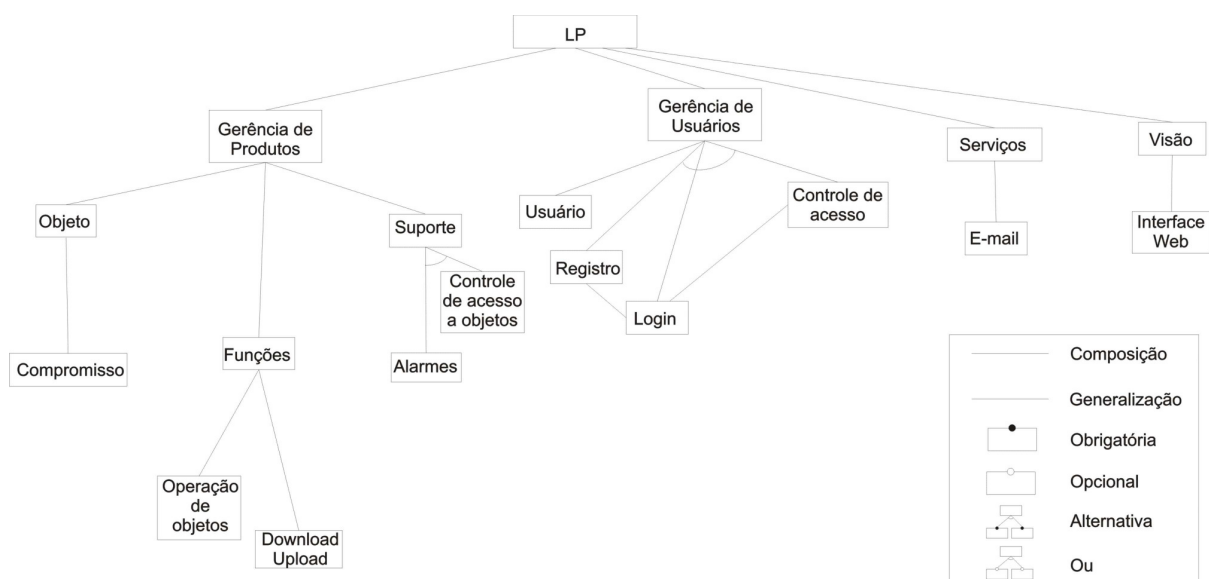 LP
Gerência de
Produtos
Gerência de
Usuários
Serviços
Visão
Objeto
Suporte
Usuário
Controle de
acesso
E-mail
Interface
Web
Registro
Controle
de acesso
a objetos
Login
Compromisso
Funções
Alarmes
Operação
de
objetos
Download
Upload
Composição
Generalização
Obrigatória
Opcional
Alternativa
Ou